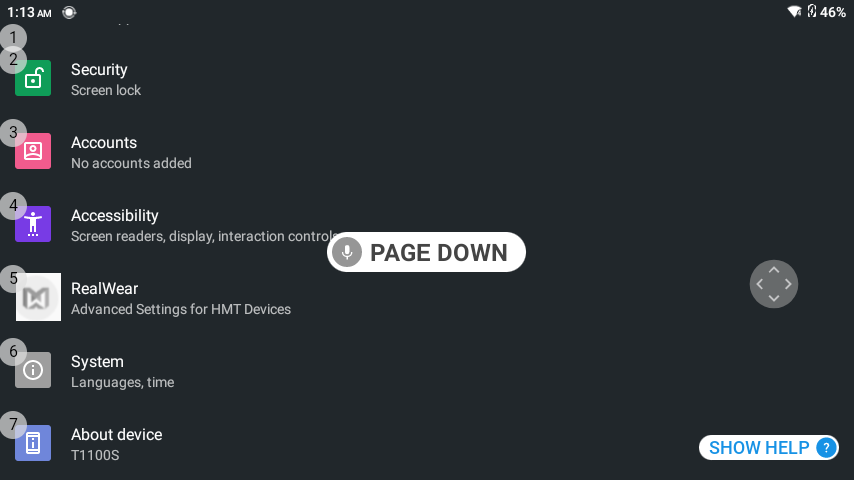 1:13 AM
46%
1
2
Security
Screen lock
3
Accounts
No accounts added
4
Accessibility
Screen readers, display, interaction controls
PAGE DOWN
5
RealWear
Advanced Settings for HMT Devices
6
System
Languages, time
7
About device
T1100S
SHOW HELP ?